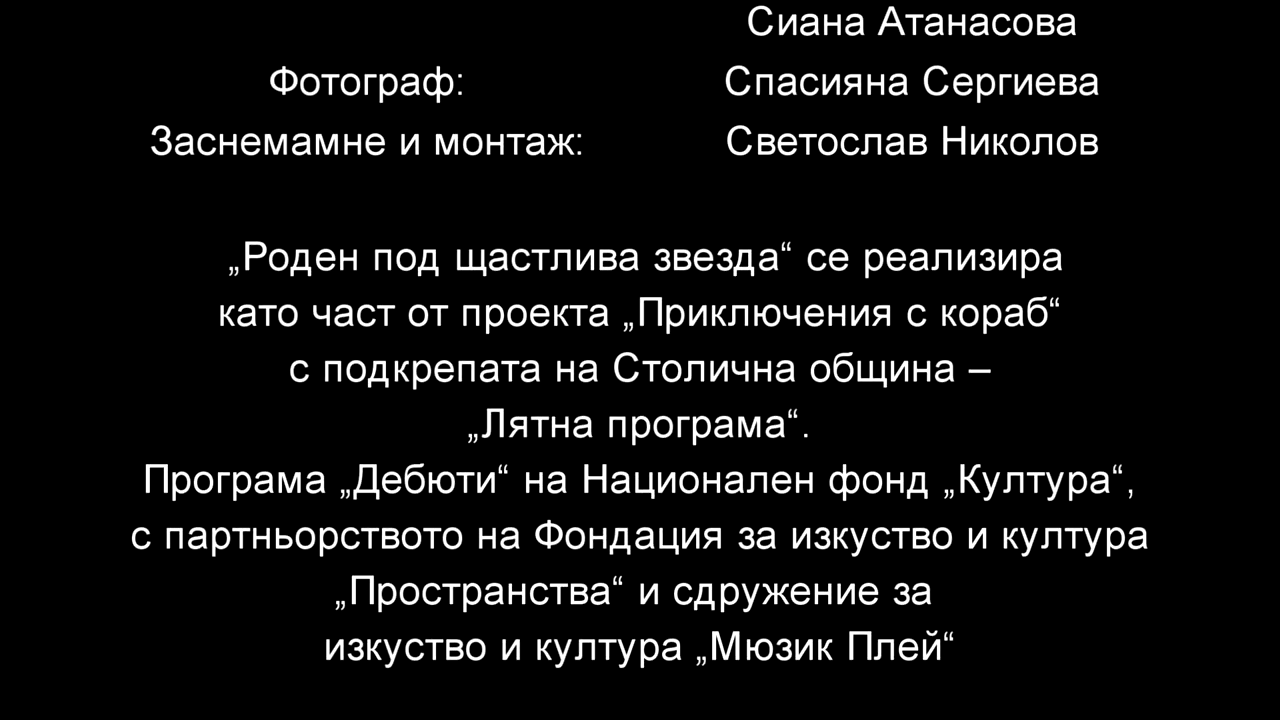 Сиана Атанасова
Фотограф: Спасияна Сергиева
Заснемамне и монтаж: Светослав Николов
„Роден под щастлива звезда“ се реализира
като част от проекта „Приключения с кораб“
с подкрепата на Столична община –
„Лятна програма“.
Програма „Дебюти“ на Национален фонд „Култура“,
с партньорството на Фондация за изкуство и култура
„Пространства“ и сдружение за
изкуство и култура „Мюзик Плей“